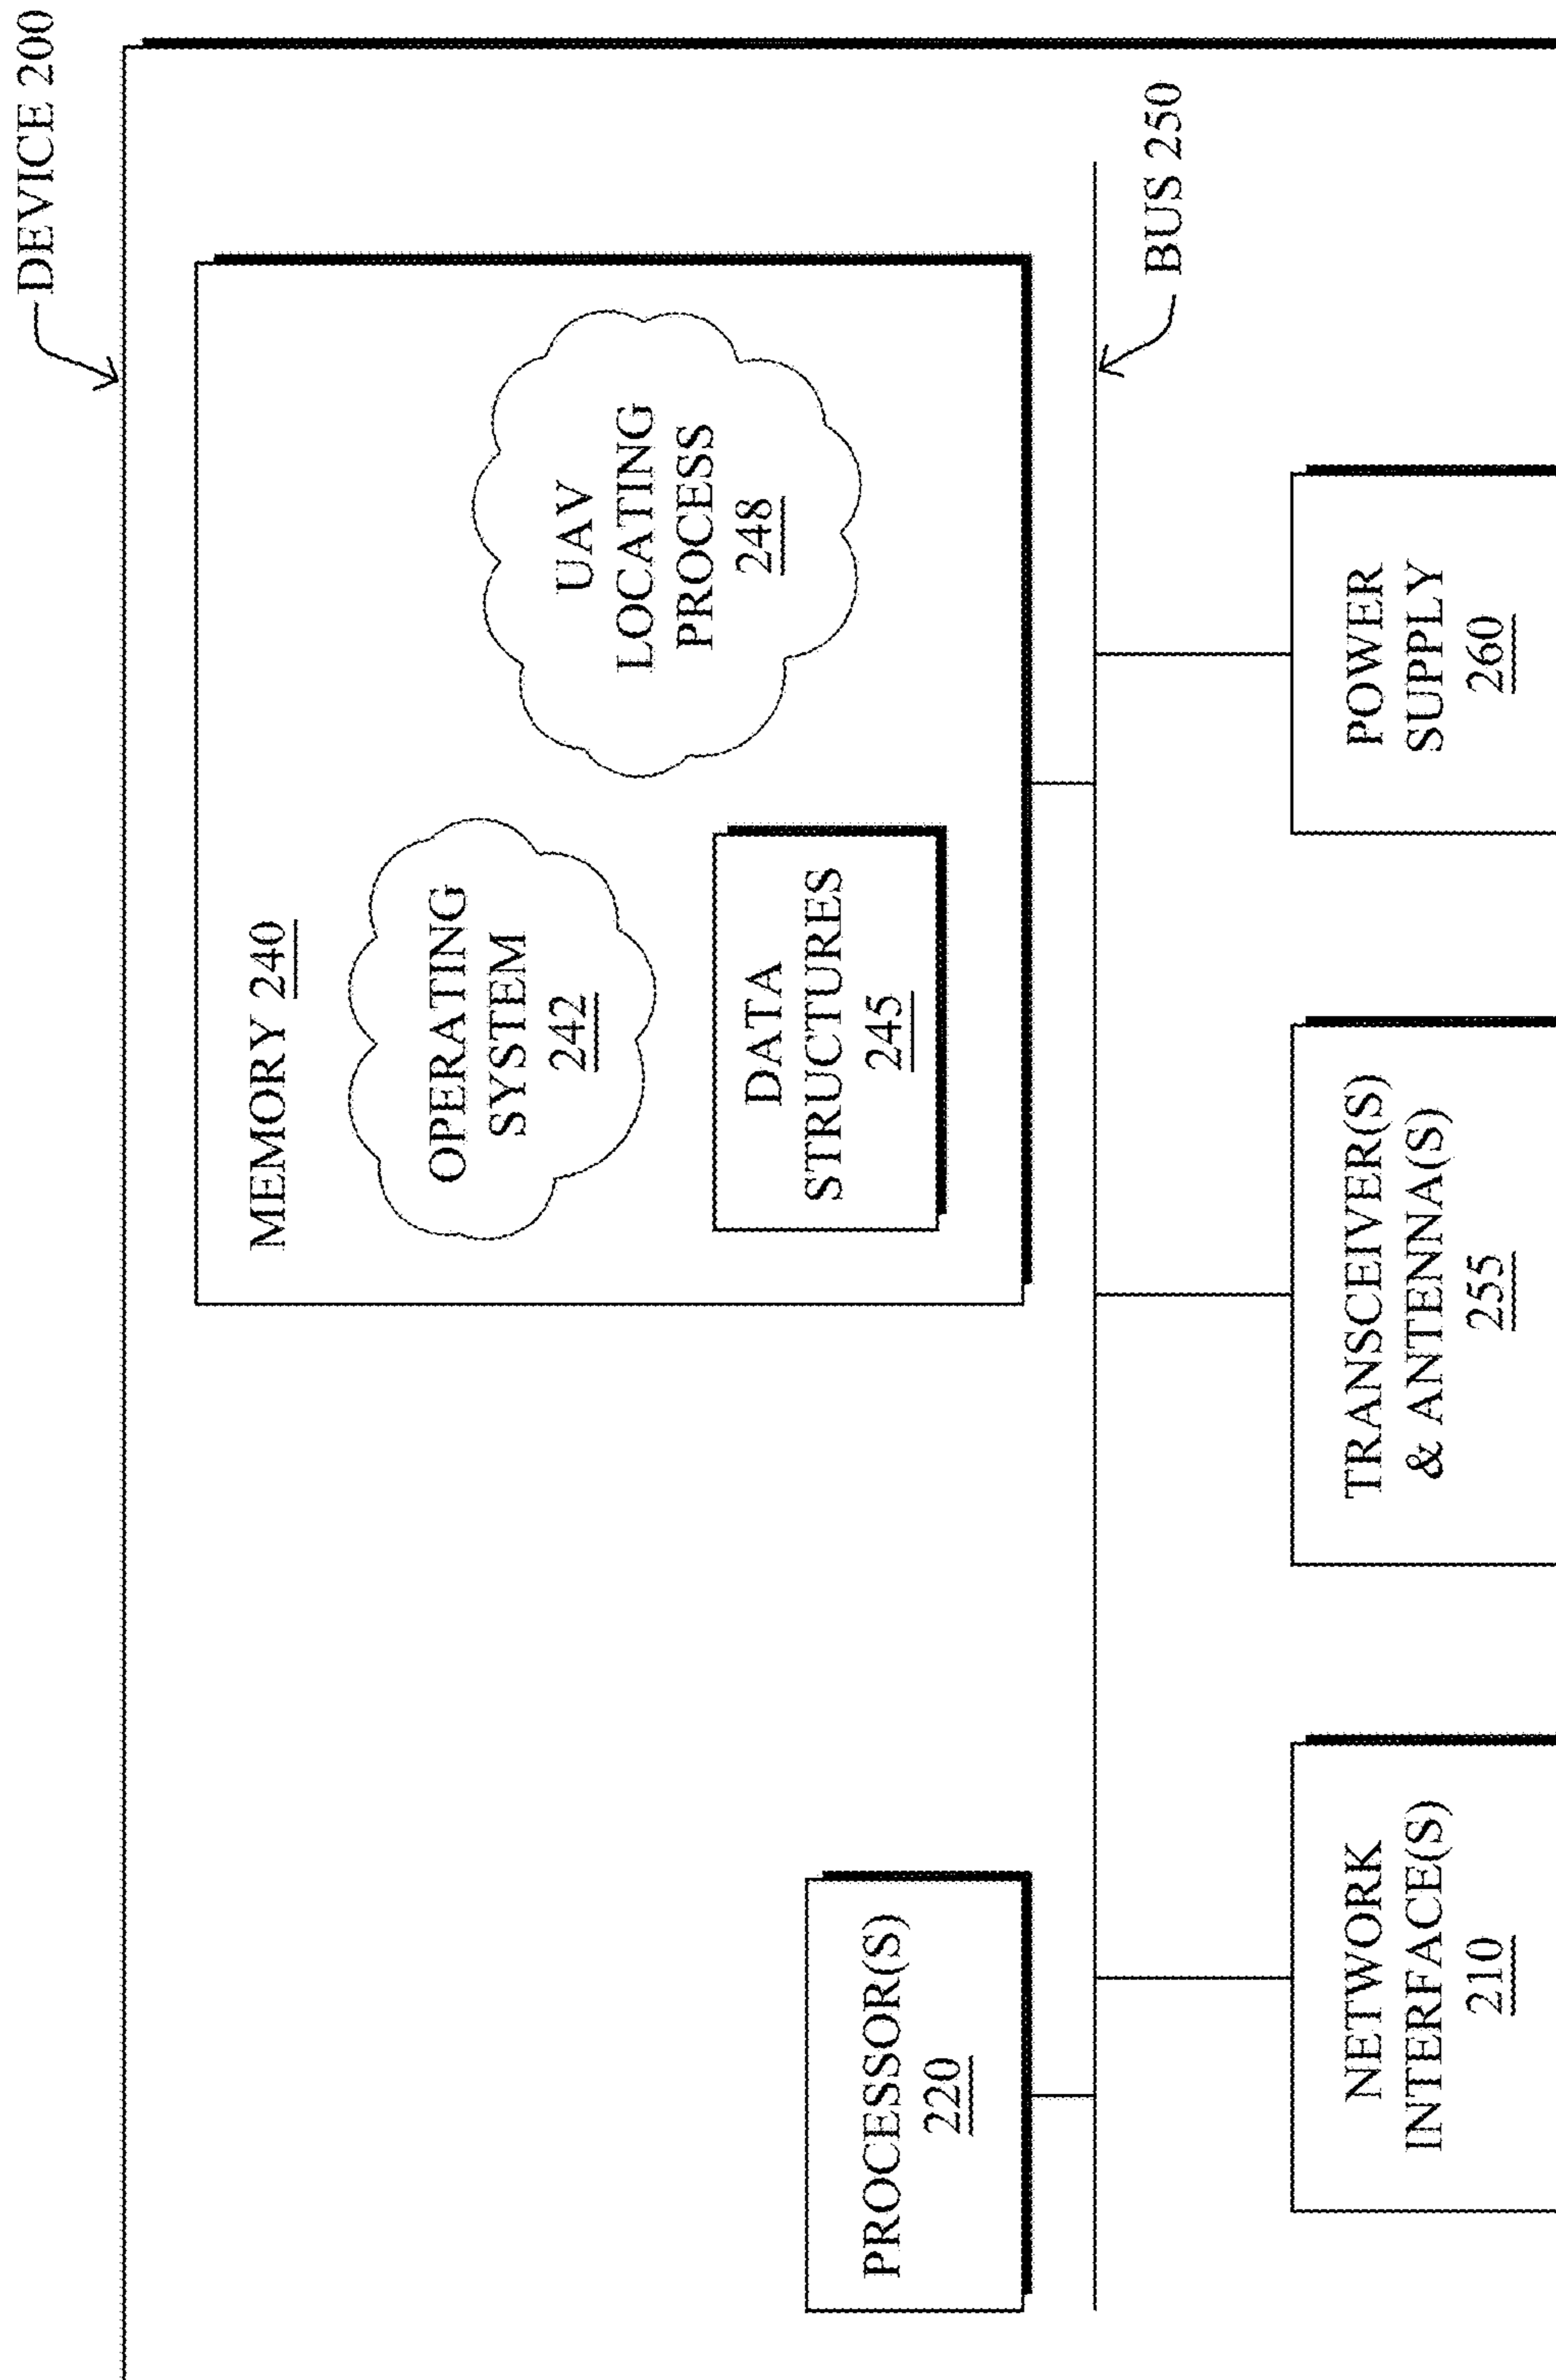 DEVICE 200
MEMORY 240
OPERATING
SYSTEM
242
UAV
LOCATING
PROCESS
248
DATA
STRUCTURES
245
PROCESSOR(S)
220
BUS 250
NETWORK
INTERFACE(S)
210
TRANSCEIVER(S)
& ANTENNA(S)
255
POWER
SUPPLY
260